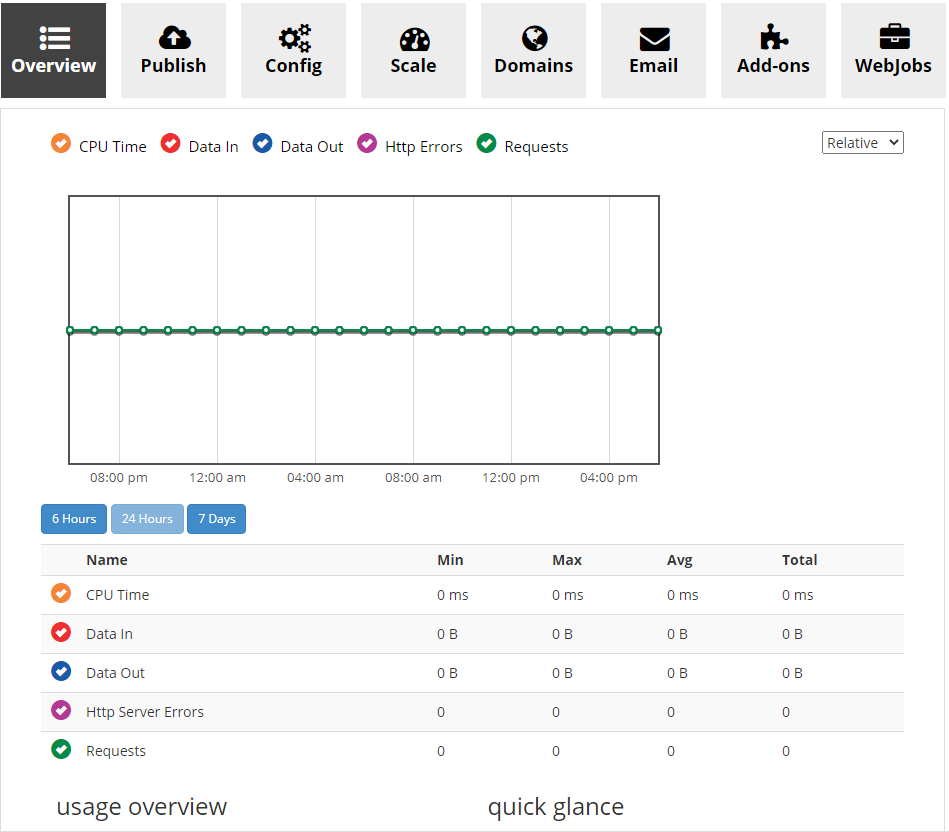 Overview Publish Config Scale Domains Email Add-ons WebJobs
CPU Time Data In Data Out Http Errors Requests Relative
08:00 pm 12:00 am 04:00 am 08:00 am 12:00 pm 04:00 pm
6 Hours 24 Hours 7 Days
Name Min Max Avg Total
CPU Time 0 ms 0 ms 0 ms 0 ms
Data In 0 B 0 B 0 B 0 B
Data Out 0 B 0 B 0 B 0 B
Http Server Errors 0 0 0 0
Requests 0 0 0 0
usage overview quick glance